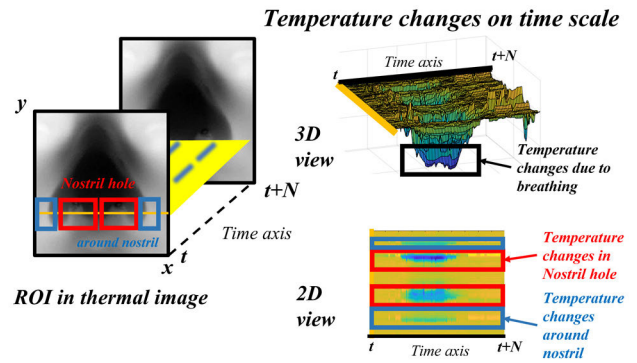 Temperature changes on time scale
y
Nostril hole
around nostril
x
t
t+N
Time axis
ROI in thermal image
t
Time axis
t+N
3D
view
Temperature
changes due to
breathing
2D
view
t
Time axis
t+N
Temperature
changes in
Nostril hole
Temperature
changes
around
nostril